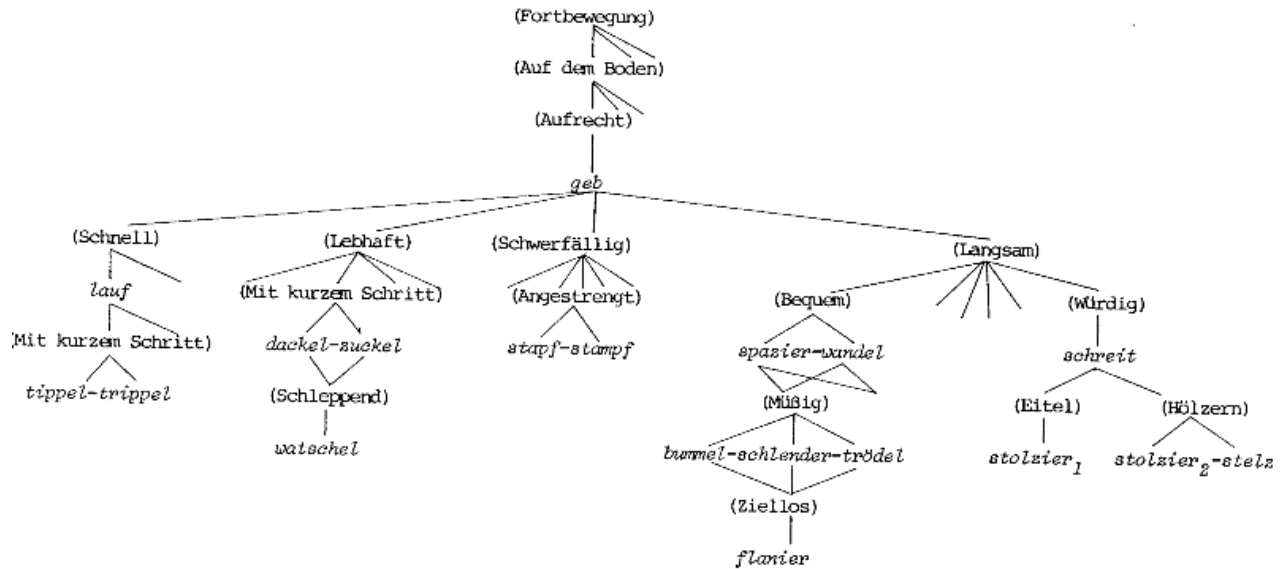 (Fortbewegung)
(Auf dem Boden)
(Aufrecht)
geh
(Schnell) (Lebhaft) (Schwerfällig) (Langsam)
lauf (Mit kurzem Schritt) (Angestrengt) (Bequem) (Würdig)
(Mit kurzem Schritt) dackel-zuckel stapf-stampf spazier-wandel schreit
tippel-trippel (Schleppend) (Müßig) (Eitel) (Hölzern)
watschel bummel-schlender-trödel stolzier₁ stolzier₂-stelz
(Ziellos)
flanier